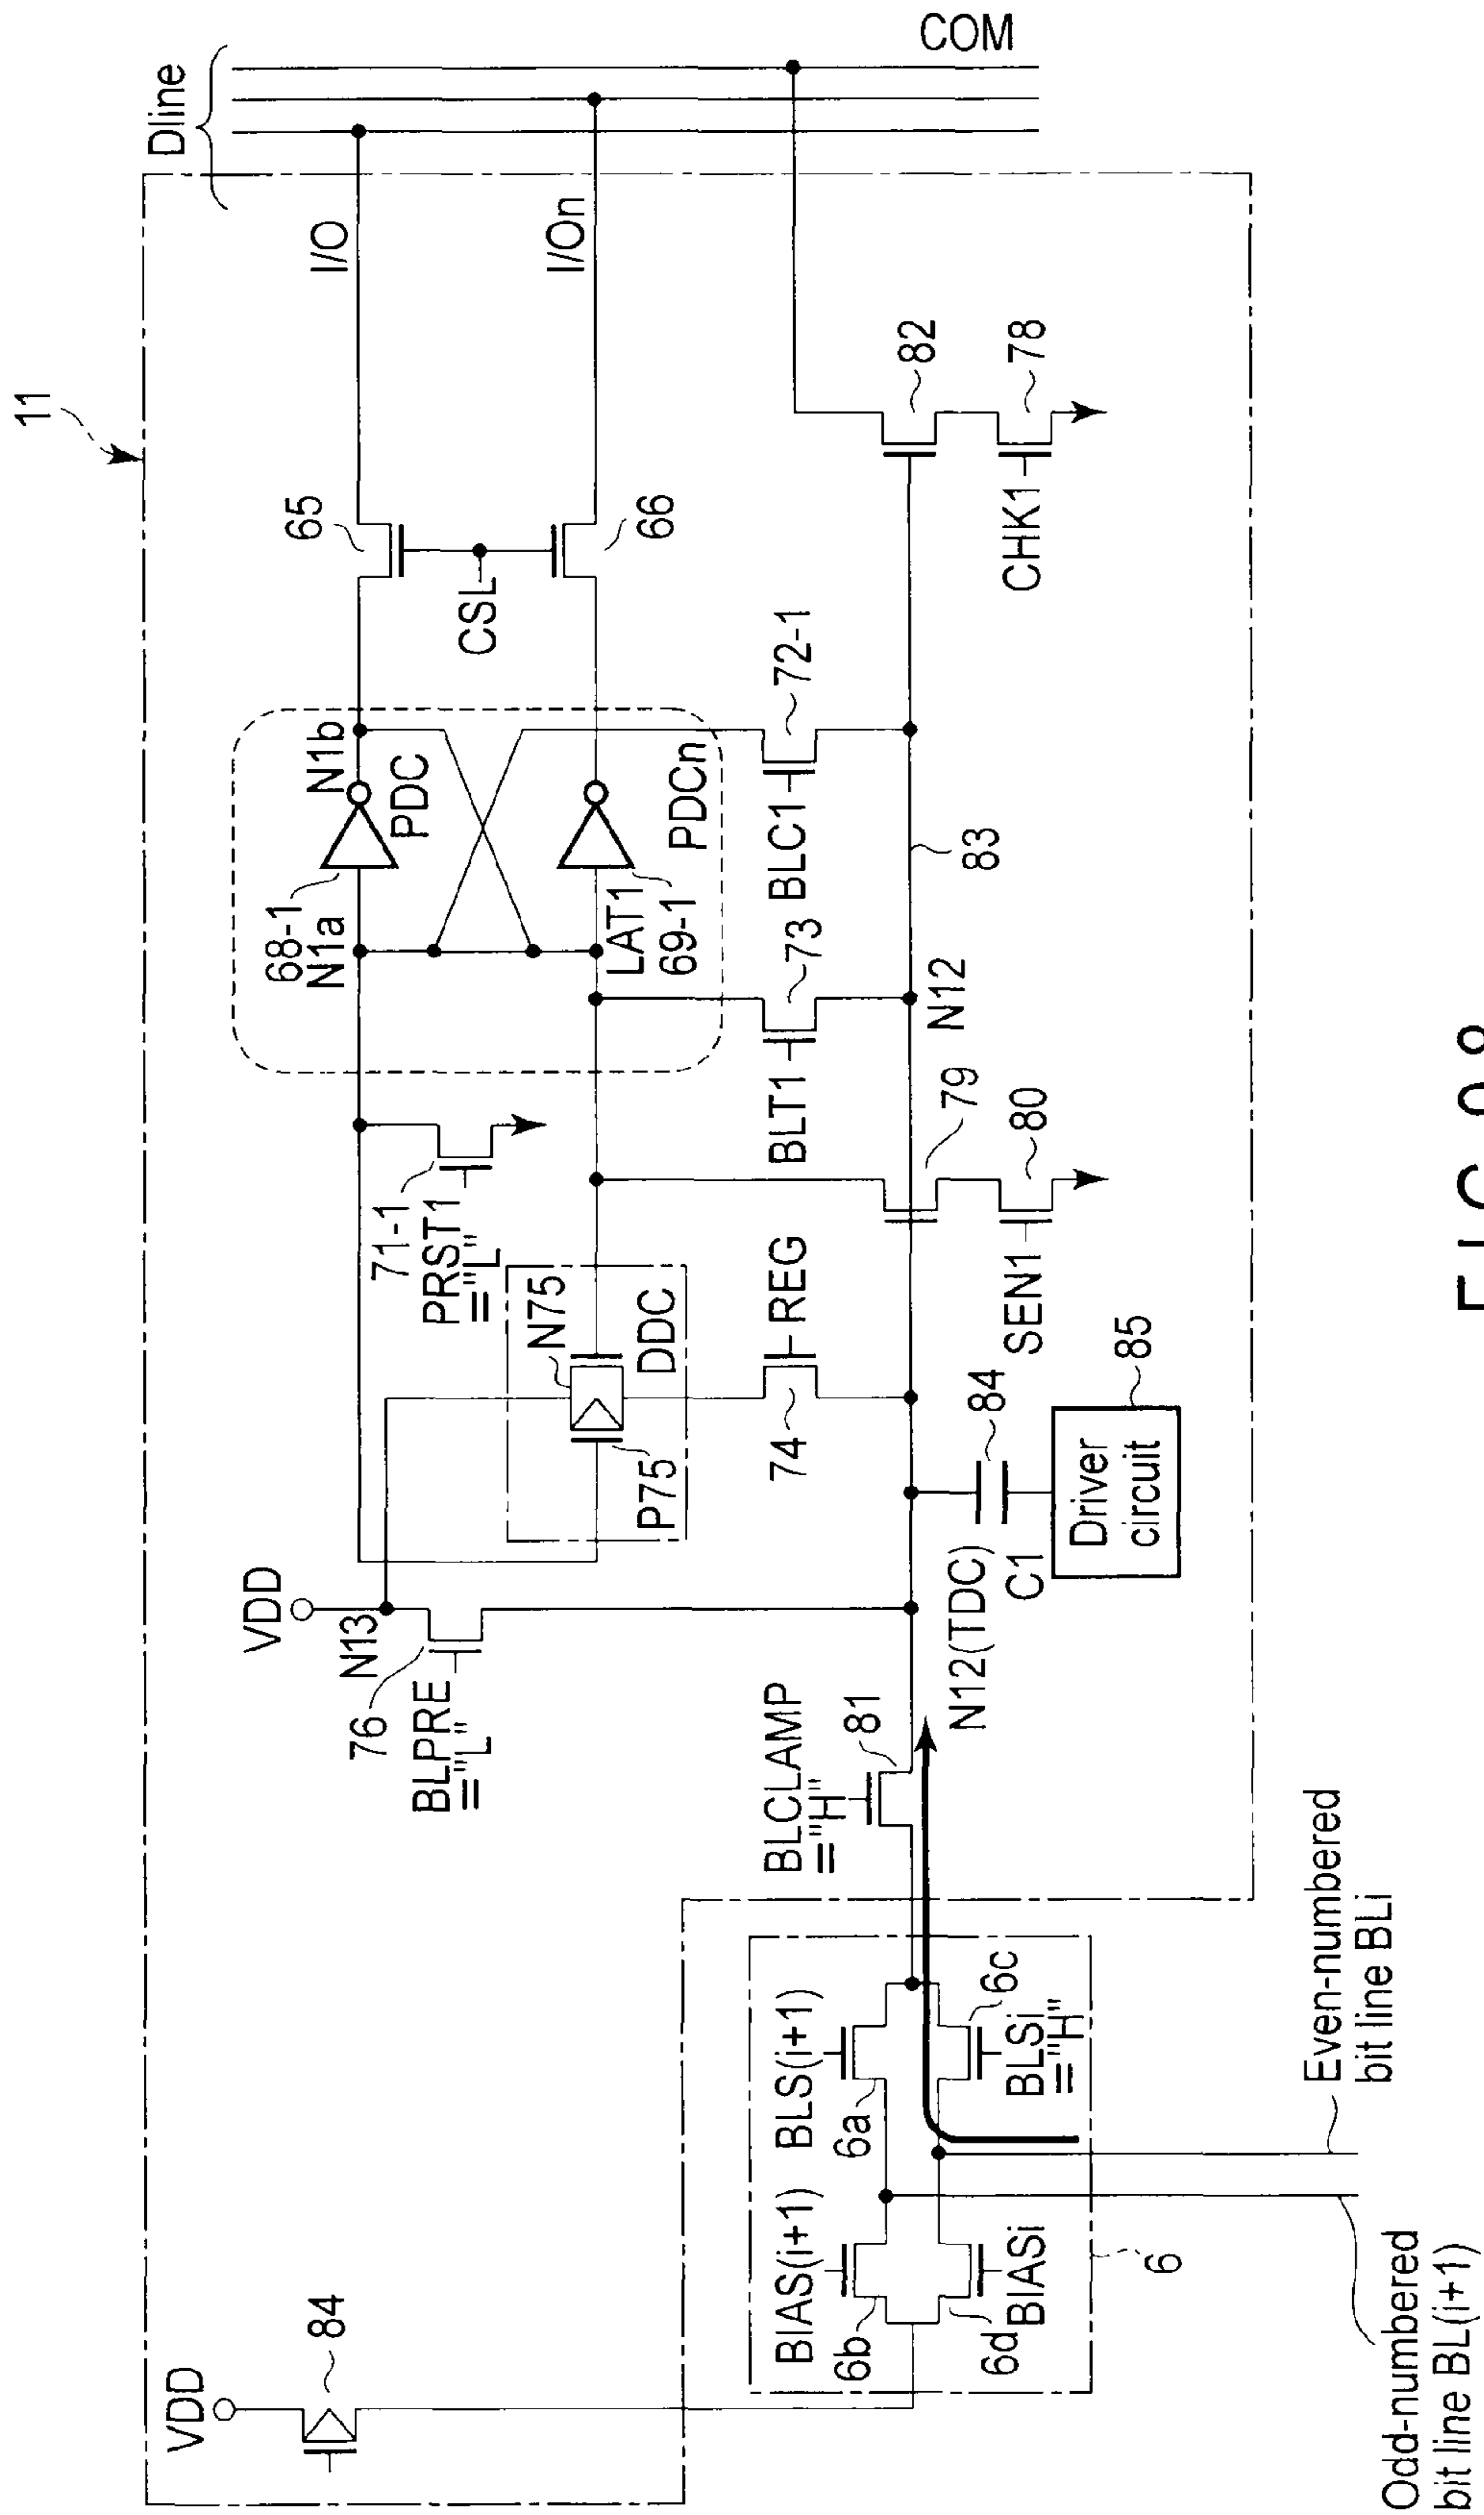 11
Dline
COM
I/O
I/On
65
66
CSL
82
78
CHK1
N1b
PDC
68-1
N1a
LAT1
69-1
PDCn
72-1
BLC1
73
BLT1
83
N12
71-1
PRST1
="L"
79
80
SEN1
N75
DDC
P75
REG
74
84
C1
85
Driver
circuit
N12(TDC)
VDD
N13
76
BLPRE
="L"
BLCLAMP
="H"
81
VDD
84
BLS(i+1)
6a
6c
BLSi
="H"
BIAS(i+1)
6b
6d
BIASi
6
Even-numbered
bit line BLi
Odd-numbered
bit line BL(i+1)